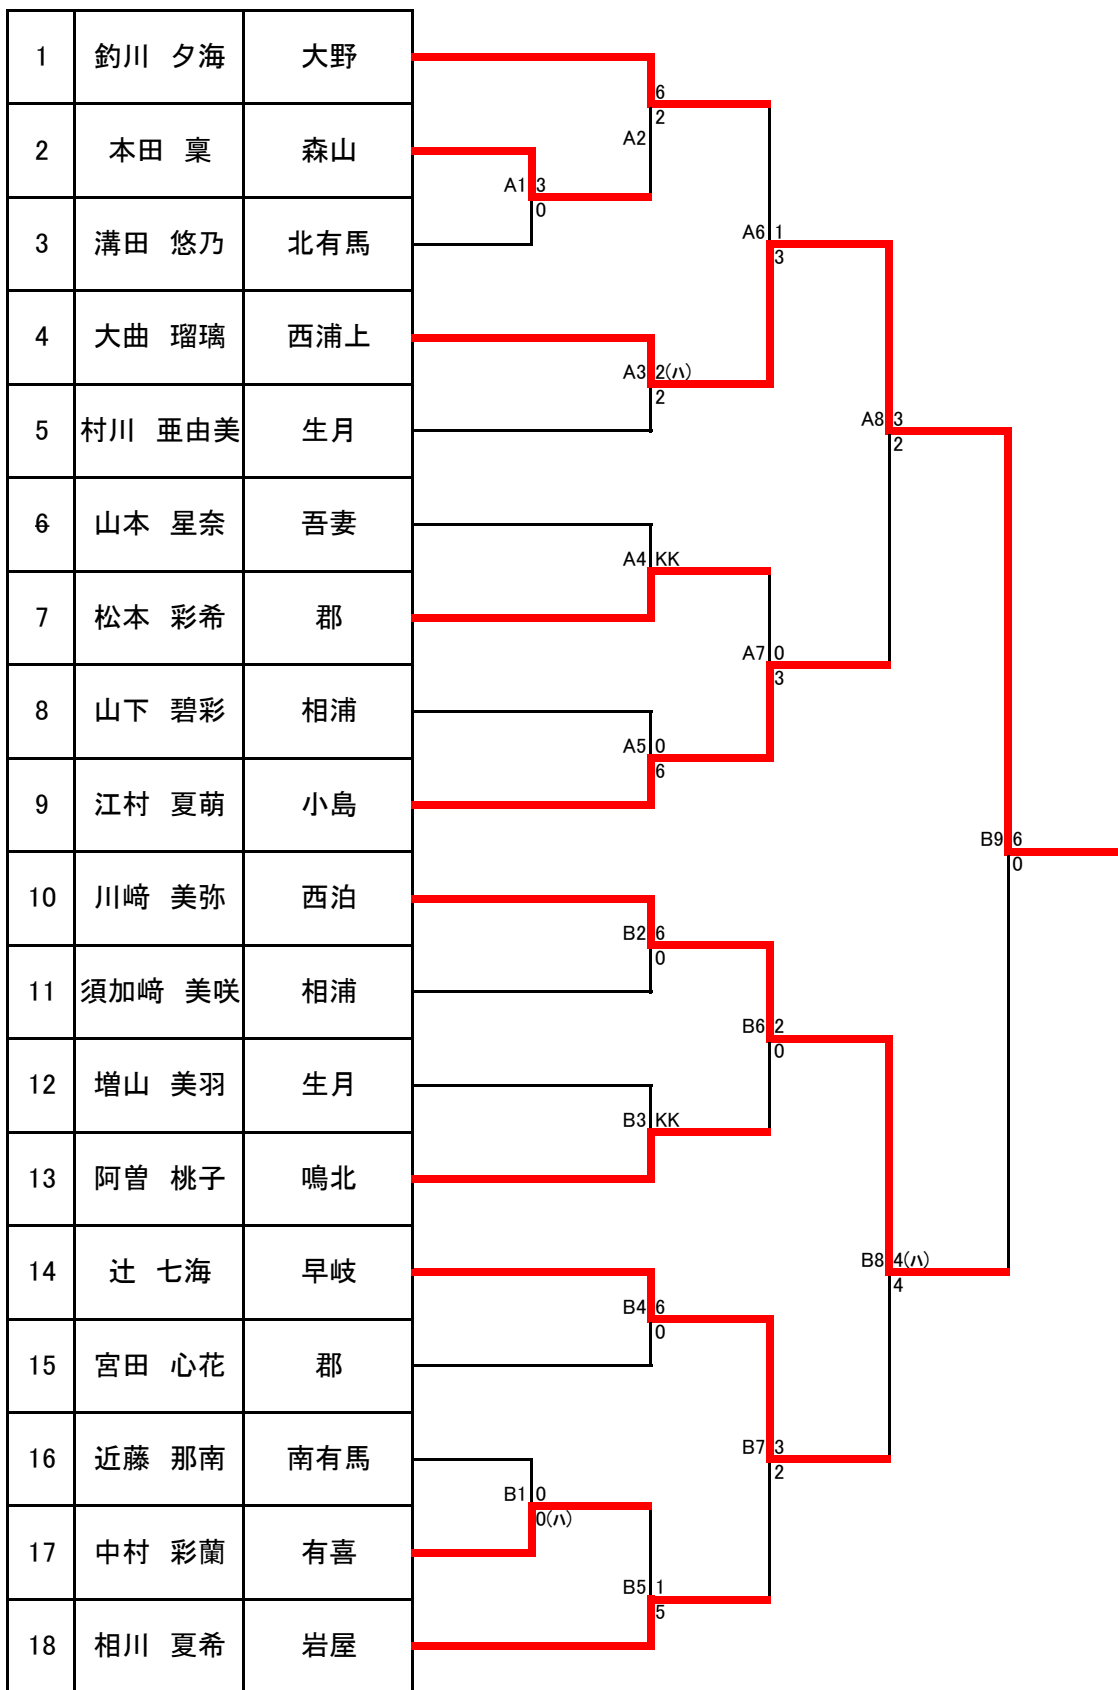 1 釣川 夕海 大野
6
2
2 本田 稟 森山
A2
A1 3
0
3 溝田 悠乃 北有馬
A6 1
3
4 大曲 瑠璃 西浦上
A3 2(ハ)
2
5 村川 亜由美 生月
A8 3
2
6 山本 星奈 吾妻
A4 KK
7 松本 彩希 郡
A7 0
3
8 山下 碧彩 相浦
A5 0
6
9 江村 夏萌 小島
B9 6
0
10 川﨑 美弥 西泊
B2 6
0
11 須加﨑 美咲 相浦
B6 2
0
12 増山 美羽 生月
B3 KK
13 阿曽 桃子 鳴北
14 辻 七海 早岐
B8 4(ハ)
4
B4 6
0
15 宮田 心花 郡
16 近藤 那南 南有馬
B7 3
2
B1 0
0(ハ)
17 中村 彩蘭 有喜
B5 1
5
18 相川 夏希 岩屋